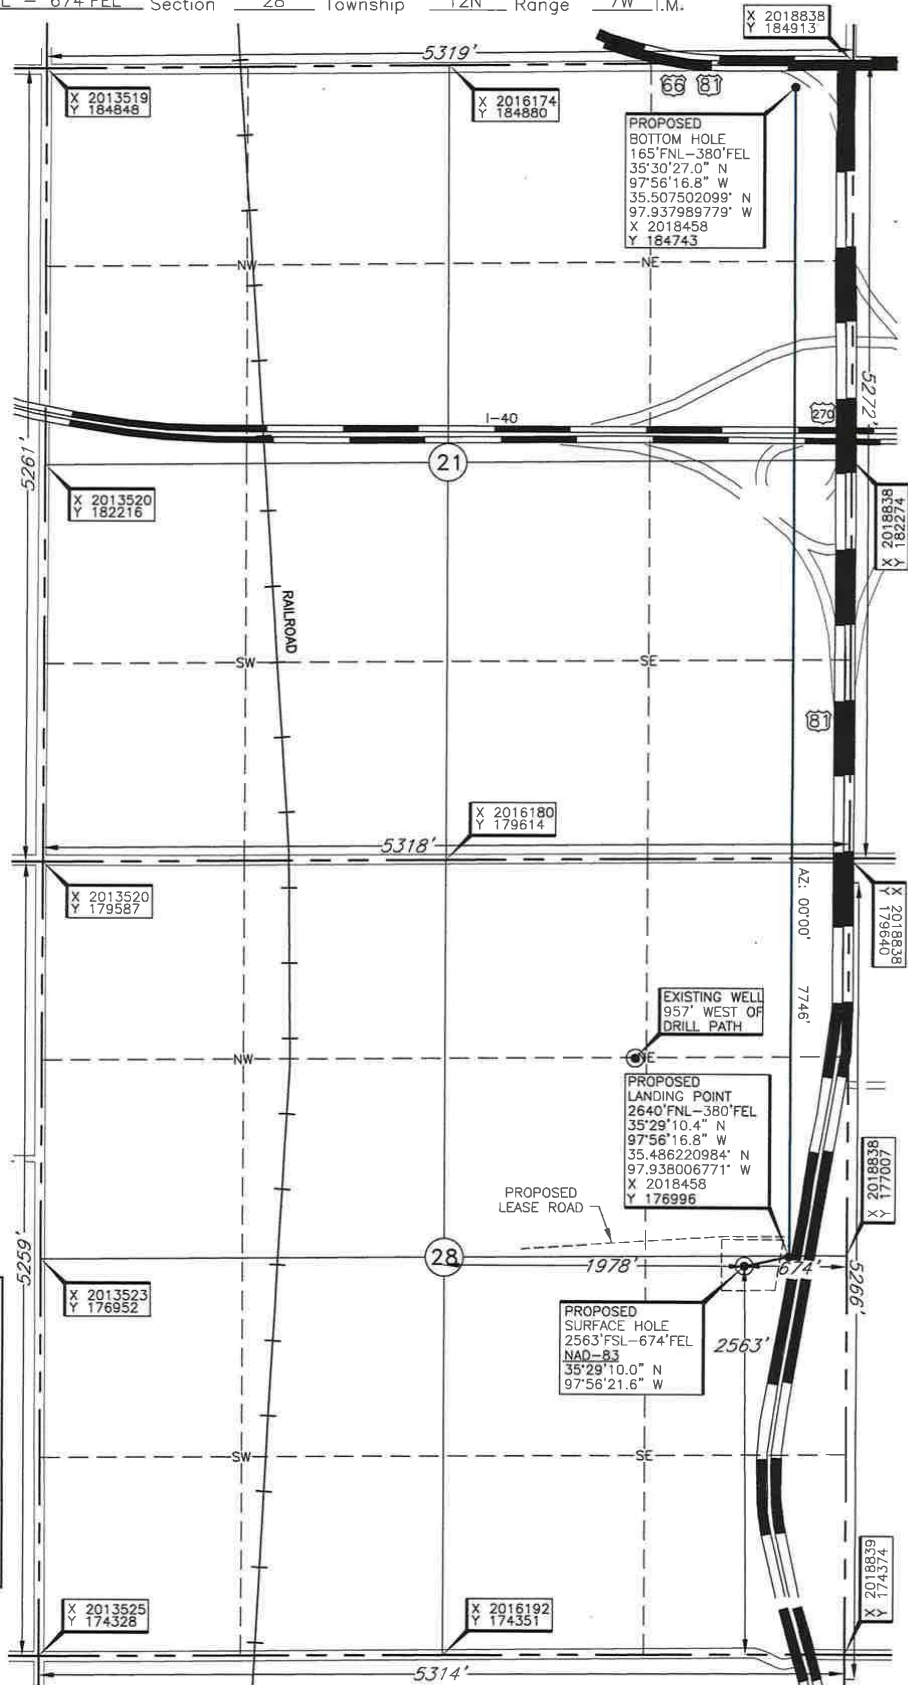 674'FEL Section 28 Township 12N Range 7W I.M.
X 2018838
Y 184913
5319'
66 81
X 2013519
Y 184848
X 2016174
Y 184880
PROPOSED
BOTTOM HOLE
165'FNL-380'FEL
35°30'27.0" N
97°56'16.8" W
35.507502099° N
97.937989779° W
X 2018458
Y 184743
NW
NE
5272'
I-40
270
5261'
21
X 2013520
Y 182216
X 2018838
Y 182274
RAILROAD
SW
SE
81
X 2016180
Y 179614
5318'
X 2013520
Y 179587
X 2018838
Y 179640
AZ: 00°00' 7746'
EXISTING WELL
957' WEST OF
DRILL PATH
NW
NE
PROPOSED
LANDING POINT
2640'FNL-380'FEL
35°29'10.4" N
97°56'16.8" W
35.486220984° N
97.938006771° W
X 2018458
Y 176996
X 2018838
Y 177007
PROPOSED
LEASE ROAD
5259'
28
1978'
674'
5266'
X 2013523
Y 176952
PROPOSED
SURFACE HOLE
2563'FSL-674'FEL
NAD-83
35°29'10.0" N
97°56'21.6" W
2563'
SW
SE
X 2018839
Y 174374
X 2013525
Y 174328
X 2016192
Y 174351
5314'